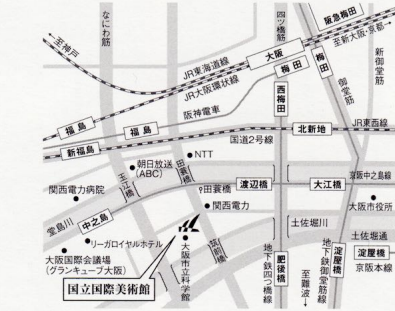 なにわ筋
四ツ橋筋
阪急梅田
至新大阪・京都
至神戸
大阪
梅田
梅田
新御堂筋
御堂筋
JR東海道線
JR大阪環状線
阪神電車
西梅田
福島
福島
新福島
国道2号線
北新地
JR東西線
NTT
朝日放送
(ABC)
玉江橋
田蓑橋
田蓑橋
渡辺橋
大江橋
京阪中之島線
関西電力病院
関西電力
大阪市役所
堂島川
中之島
土佐堀川
リーガロイヤルホテル
筑前橋
土佐堀通
大阪国際会議場
(グランキューブ大阪)
大阪市立科学館
地下鉄四つ橋線
肥後橋
地下鉄御堂筋線
淀屋橋
淀屋橋
京阪本線
至難波
国立国際美術館